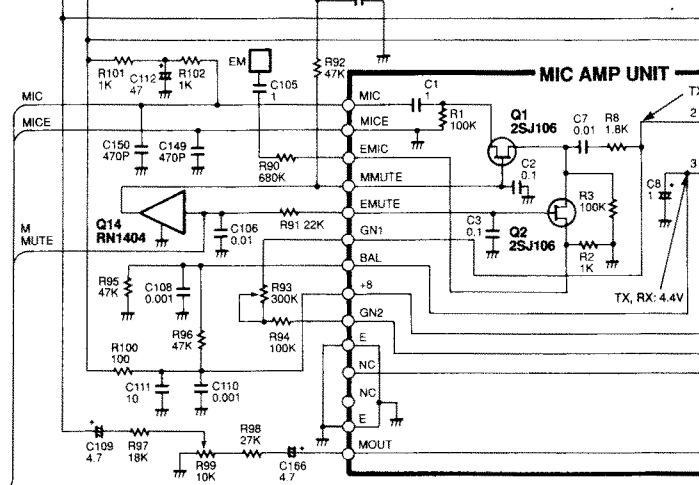 EM
R101
1K
C112
47
R102
1K
C105
1
R92
47K
MIC AMP UNIT
MIC
MICE
C150
470P
C149
470P
R90
680K
MIC
MICE
EMIC
MMUTE
EMUTE
GN1
BAL
+8
GN2
E
NC
NC
E
MOUT
C1
1
R1
100K
Q1
2SJ106
C7
0.01
R8
1.8K
TX
2
C2
0.1
3
C8
1
R3
100K
C3
0.1
Q2
2SJ106
R2
1K
TX, RX: 4.4V
M
MUTE
Q14
RN1404
C106
0.01
R91 22K
R95
47K
C108
0.001
R93
300K
R96
47K
R94
100K
R100
100
C111
10
C110
0.001
C109
4.7
R97
18K
R99
10K
R98
27K
C166
4.7